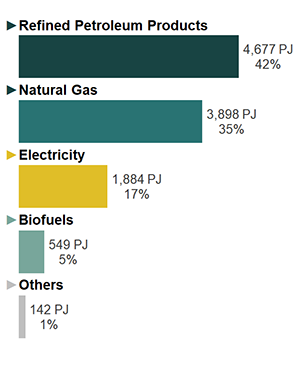 Refined Petroleum Products
4,677 PJ
42%
Natural Gas
3,898 PJ
35%
Electricity
1,884 PJ
17%
Biofuels
549 PJ
5%
Others
142 PJ
1%